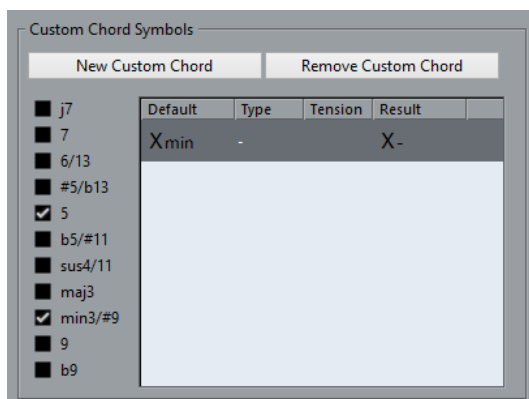 Custom Chord Symbols
New Custom Chord Remove Custom Chord
j7
7
6/13
#5/b13
5
b5/#11
sus4/11
maj3
min3/#9
9
b9
Default Type Tension Result
Xmin - X-